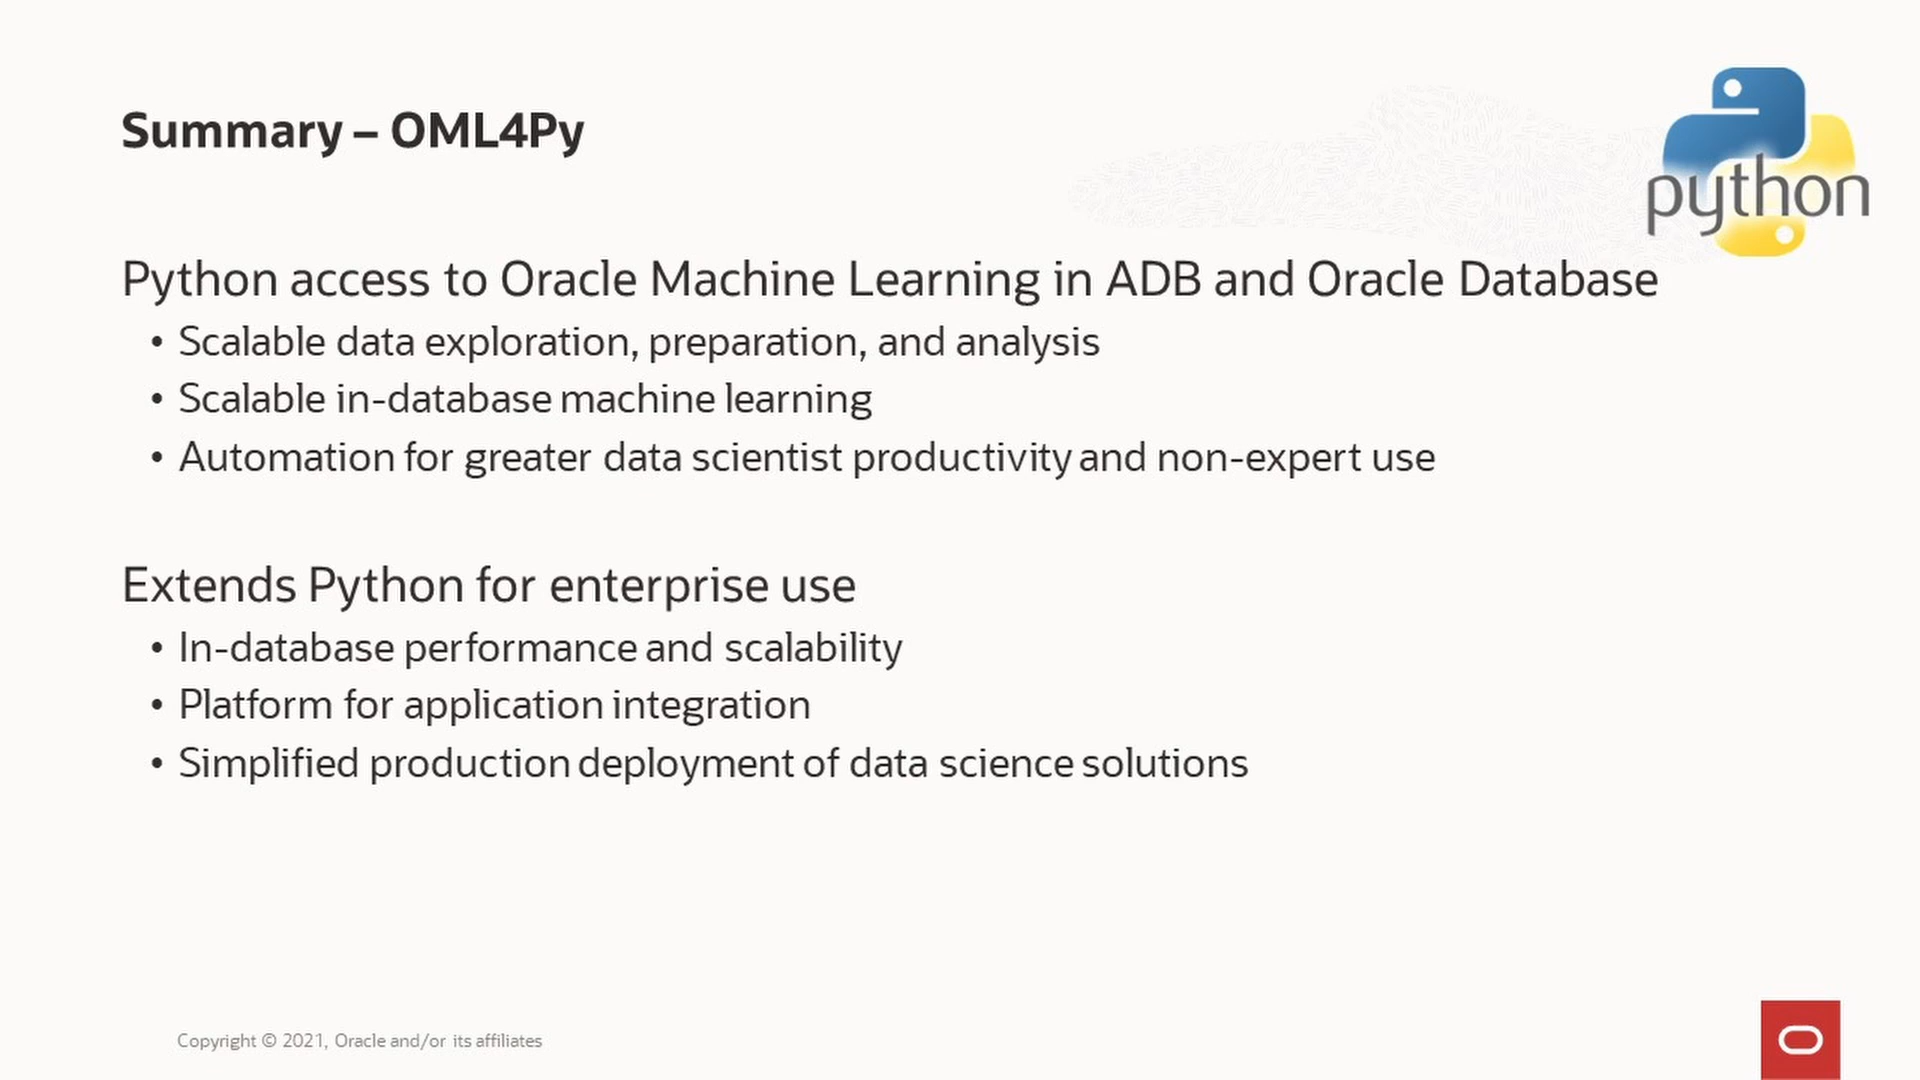 Summary – OML4Py
python
Python access to Oracle Machine Learning in ADB and Oracle Database
• Scalable data exploration, preparation, and analysis
• Scalable in-database machine learning
• Automation for greater data scientist productivity and non-expert use
Extends Python for enterprise use
• In-database performance and scalability
• Platform for application integration
• Simplified production deployment of data science solutions
Copyright © 2021, Oracle and/or its affiliates